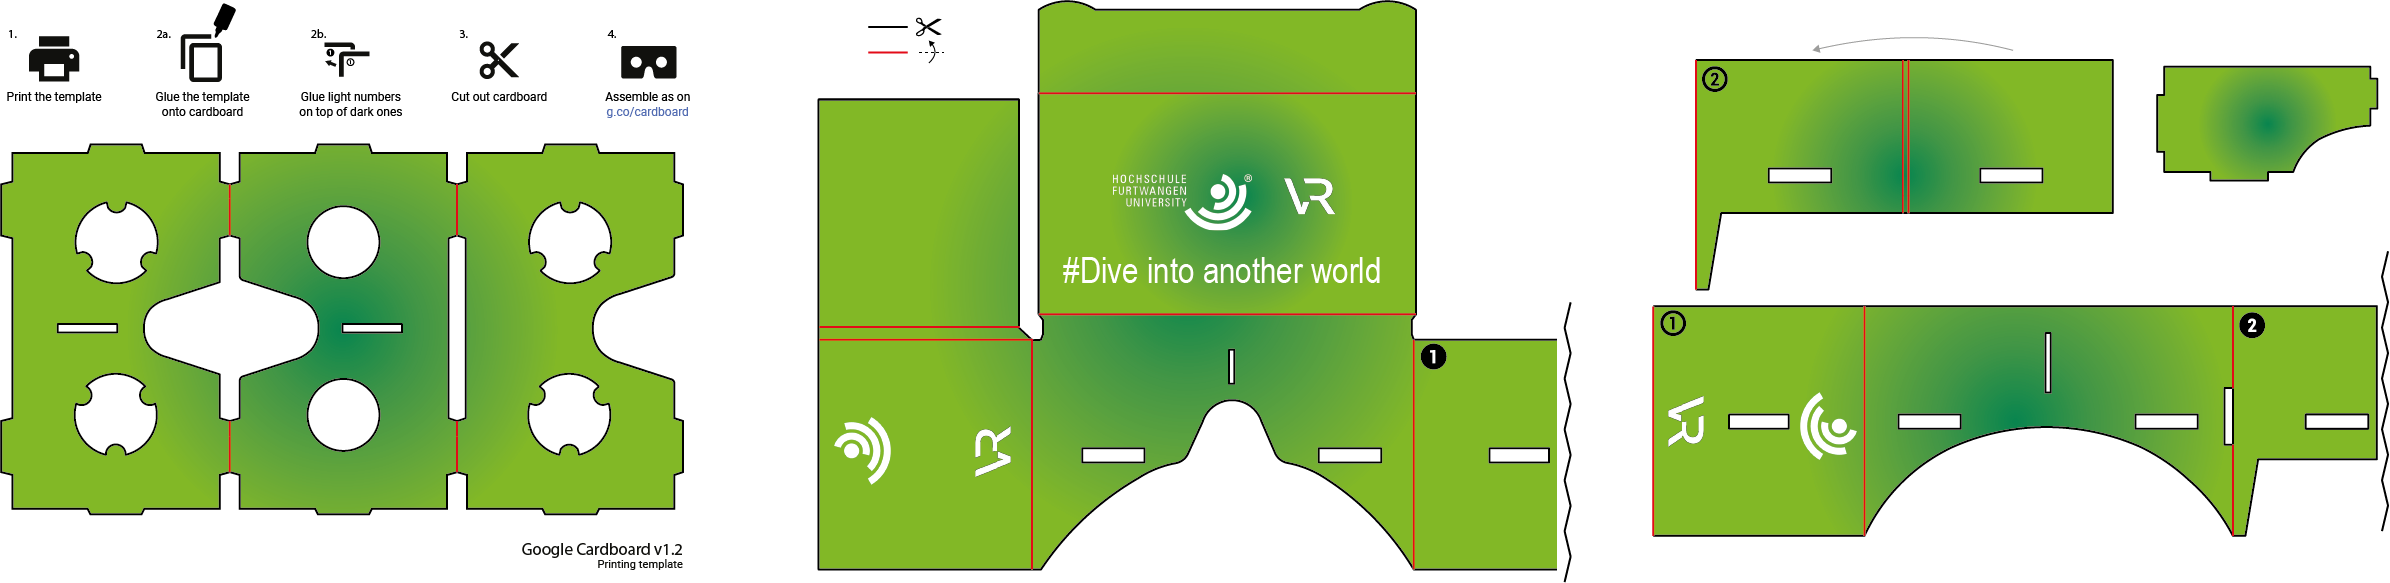 1.
Print the template
2a.
Glue the template
onto cardboard
2b.
Glue light numbers
on top of dark ones
3.
Cut out cardboard
4.
Assemble as on
g.co/cardboard
Google Cardboard v1.2
Printing template
HOCHSCHULE
FURTWANGEN
UNIVERSITY
®
VR
#Dive into another world
VR
1
2
1
VR
2